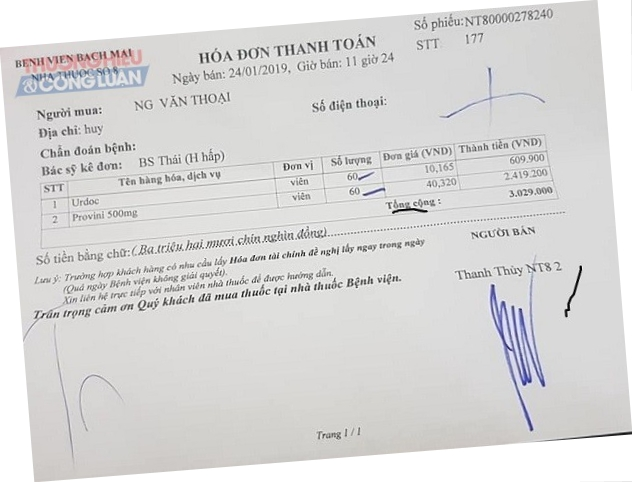 Số phiếu:NT80000278240
BỆNH VIỆN BẠCH MAI
HÓA ĐƠN THANH TOÁN
STT 177
THƯƠNG HIỆU
NHÀ THUỐC SỐ 8
& CÔNG LUẬN
Ngày bán: 24/01/2019, Giờ bán: 11 giờ 24
Người mua: NG VĂN THOẠI
Số điện thoại:
Địa chỉ: huy
Chẩn đoán bệnh:
Bác sỹ kê đơn: BS Thái (H hấp)
STT Tên hàng hóa, dịch vụ Đơn vị Số lượng Đơn giá (VND) Thành tiền (VND)
1 Urdoc viên 60 10,165 609.900
2 Provini 500mg viên 60 40,320 2.419.200
Tổng cộng : 3.029.000
Số tiền bằng chữ:( Ba triệu hai mươi chín nghìn đồng)
Lưu ý: Trường hợp khách hàng có nhu cầu lấy Hóa đơn tài chính đề nghị lấy ngay trong ngày
(Quá ngày Bệnh viện không giải quyết).
Xin liên hệ trực tiếp với nhân viên nhà thuốc để được hướng dẫn.
Trân trọng cảm ơn Quý khách đã mua thuốc tại nhà thuốc Bệnh viện.
NGƯỜI BÁN
Thanh Thủy NT8 2
Trang 1 / 1